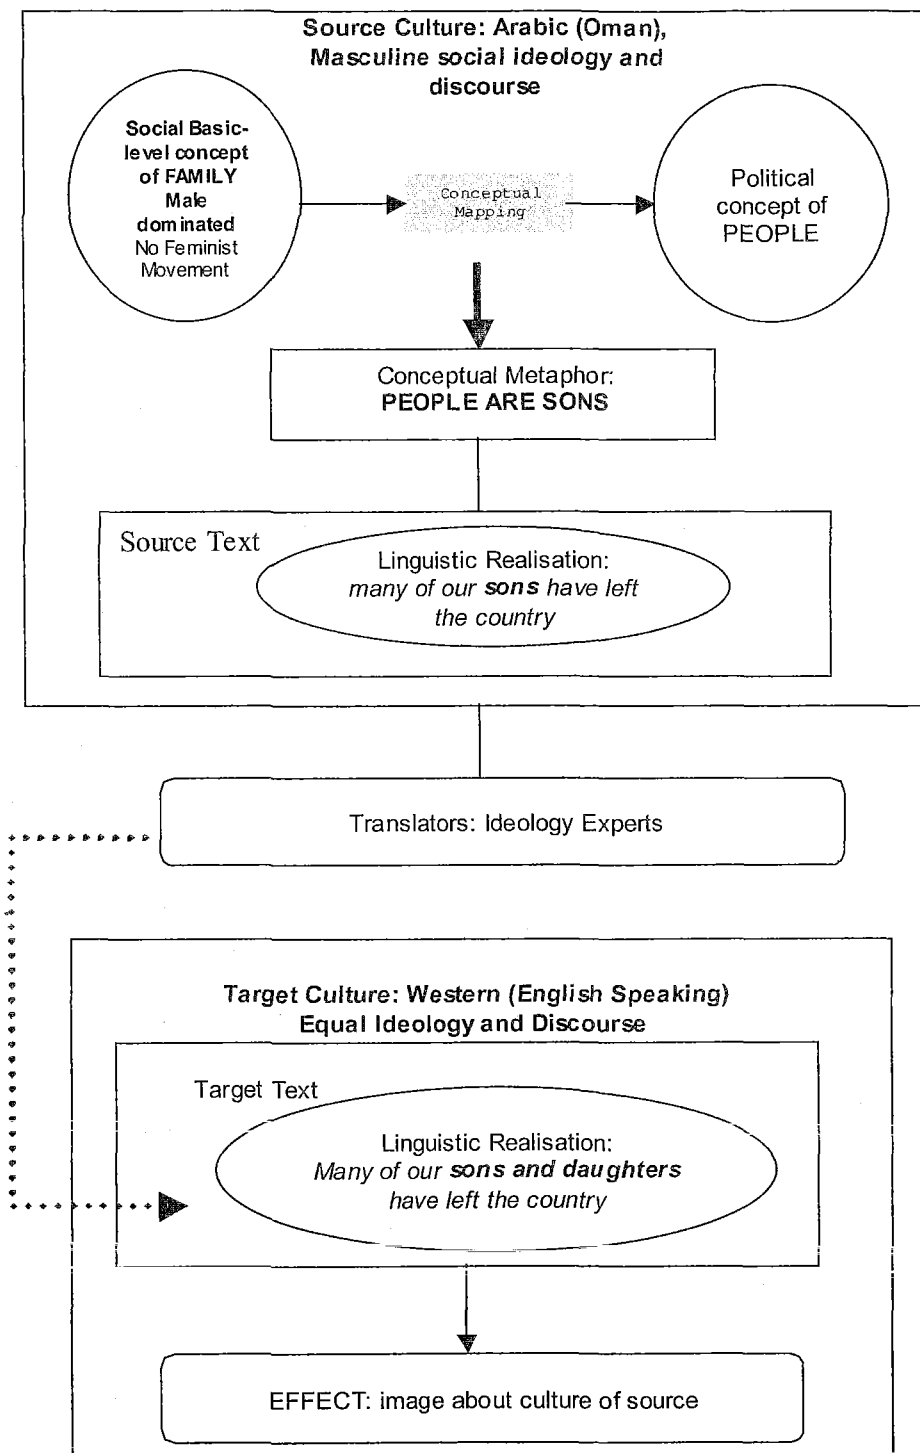 Source Culture: Arabic (Oman),
Masculine social ideology and
discourse
Social Basic-
level concept
of FAMILY
Male
dominated
No Feminist
Movement
Conceptual
Mapping
Political
concept of
PEOPLE
Conceptual Metaphor:
PEOPLE ARE SONS
Source Text
Linguistic Realisation:
many of our sons have left
the country
Translators: Ideology Experts
Target Culture: Western (English Speaking)
Equal Ideology and Discourse
Target Text
Linguistic Realisation:
Many of our sons and daughters
have left the country
EFFECT: image about culture of source